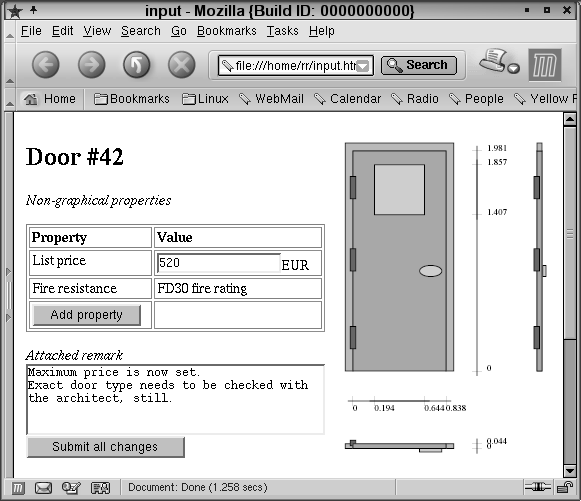 input - Mozilla {Build ID: 0000000000}
File Edit View Search Go Bookmarks Tasks Help
file:///home/rr/input.htm Search
Home Bookmarks Linux WebMail Calendar Radio People Yellow P
Door #42
Non-graphical properties
Property Value
List price 520 EUR
Fire resistance FD30 fire rating
Add property
Attached remark
Maximum price is now set.
Exact door type needs to be checked with
the architect, still.
Submit all changes
1.981
1.857
1.407
0
0 0.194 0.644 0.838
0.044
0
Document: Done (1.258 secs)